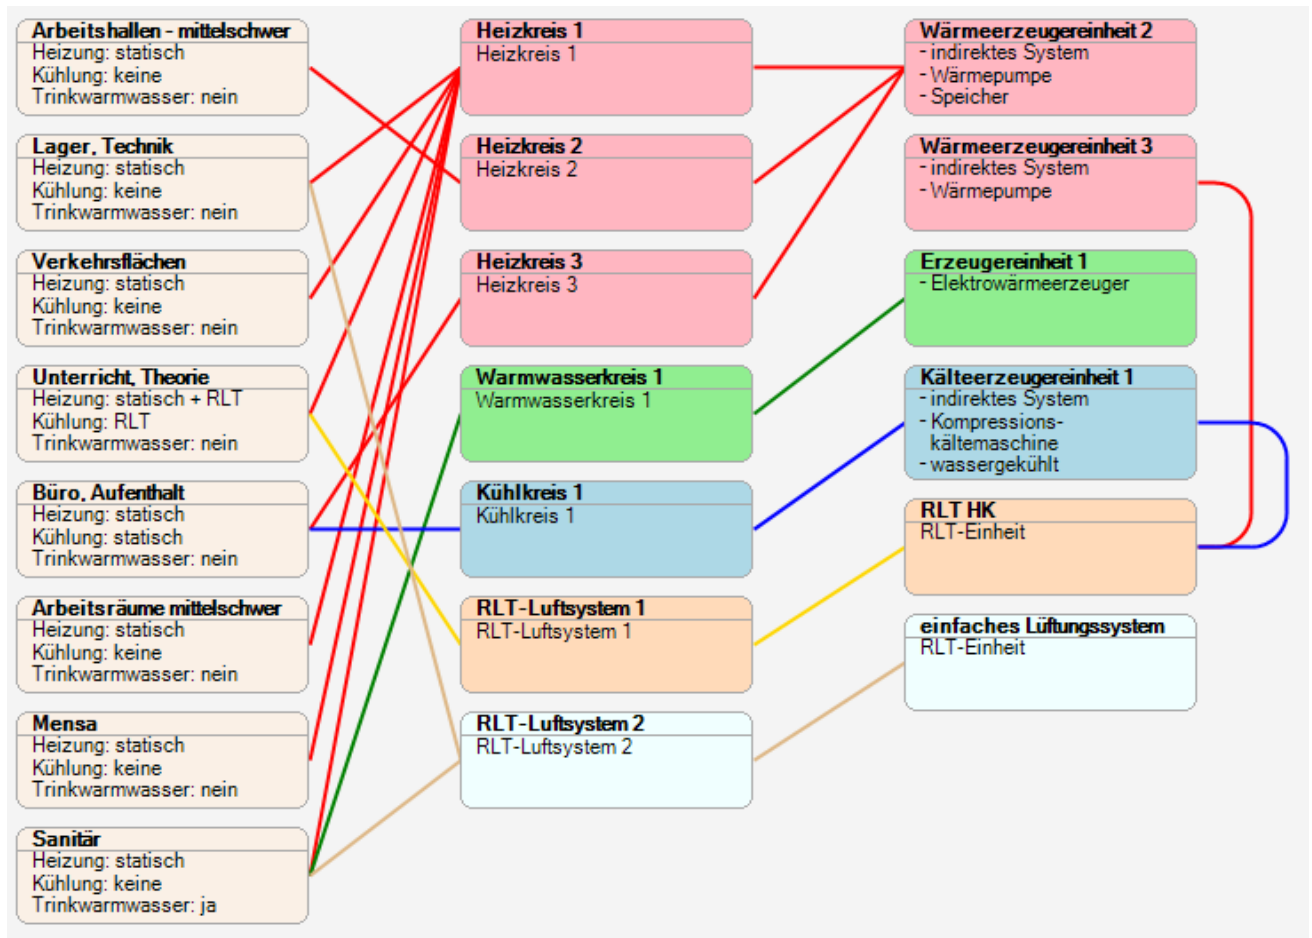 Arbeitshallen - mittelschwer
Heizung: statisch
Kühlung: keine
Trinkwarmwasser: nein
Lager, Technik
Heizung: statisch
Kühlung: keine
Trinkwarmwasser: nein
Verkehrsflächen
Heizung: statisch
Kühlung: keine
Trinkwarmwasser: nein
Unterricht, Theorie
Heizung: statisch + RLT
Kühlung: RLT
Trinkwarmwasser: nein
Büro, Aufenthalt
Heizung: statisch
Kühlung: statisch
Trinkwarmwasser: nein
Arbeitsräume mittelschwer
Heizung: statisch
Kühlung: keine
Trinkwarmwasser: nein
Mensa
Heizung: statisch
Kühlung: keine
Trinkwarmwasser: nein
Sanitär
Heizung: statisch
Kühlung: keine
Trinkwarmwasser: ja
Heizkreis 1
Heizkreis 1
Heizkreis 2
Heizkreis 2
Heizkreis 3
Heizkreis 3
Warmwasserkreis 1
Warmwasserkreis 1
Kühlkreis 1
Kühlkreis 1
RLT-Luftsystem 1
RLT-Luftsystem 1
RLT-Luftsystem 2
RLT-Luftsystem 2
Wärmeerzeugereinheit 2
- indirektes System
- Wärmepumpe
- Speicher
Wärmeerzeugereinheit 3
- indirektes System
- Wärmepumpe
Erzeugereinheit 1
- Elektrowärmeerzeuger
Kälteerzeugereinheit 1
- indirektes System
- Kompressions-
kältemaschine
- wassergekühlt
RLT HK
RLT-Einheit
einfaches Lüftungssystem
RLT-Einheit